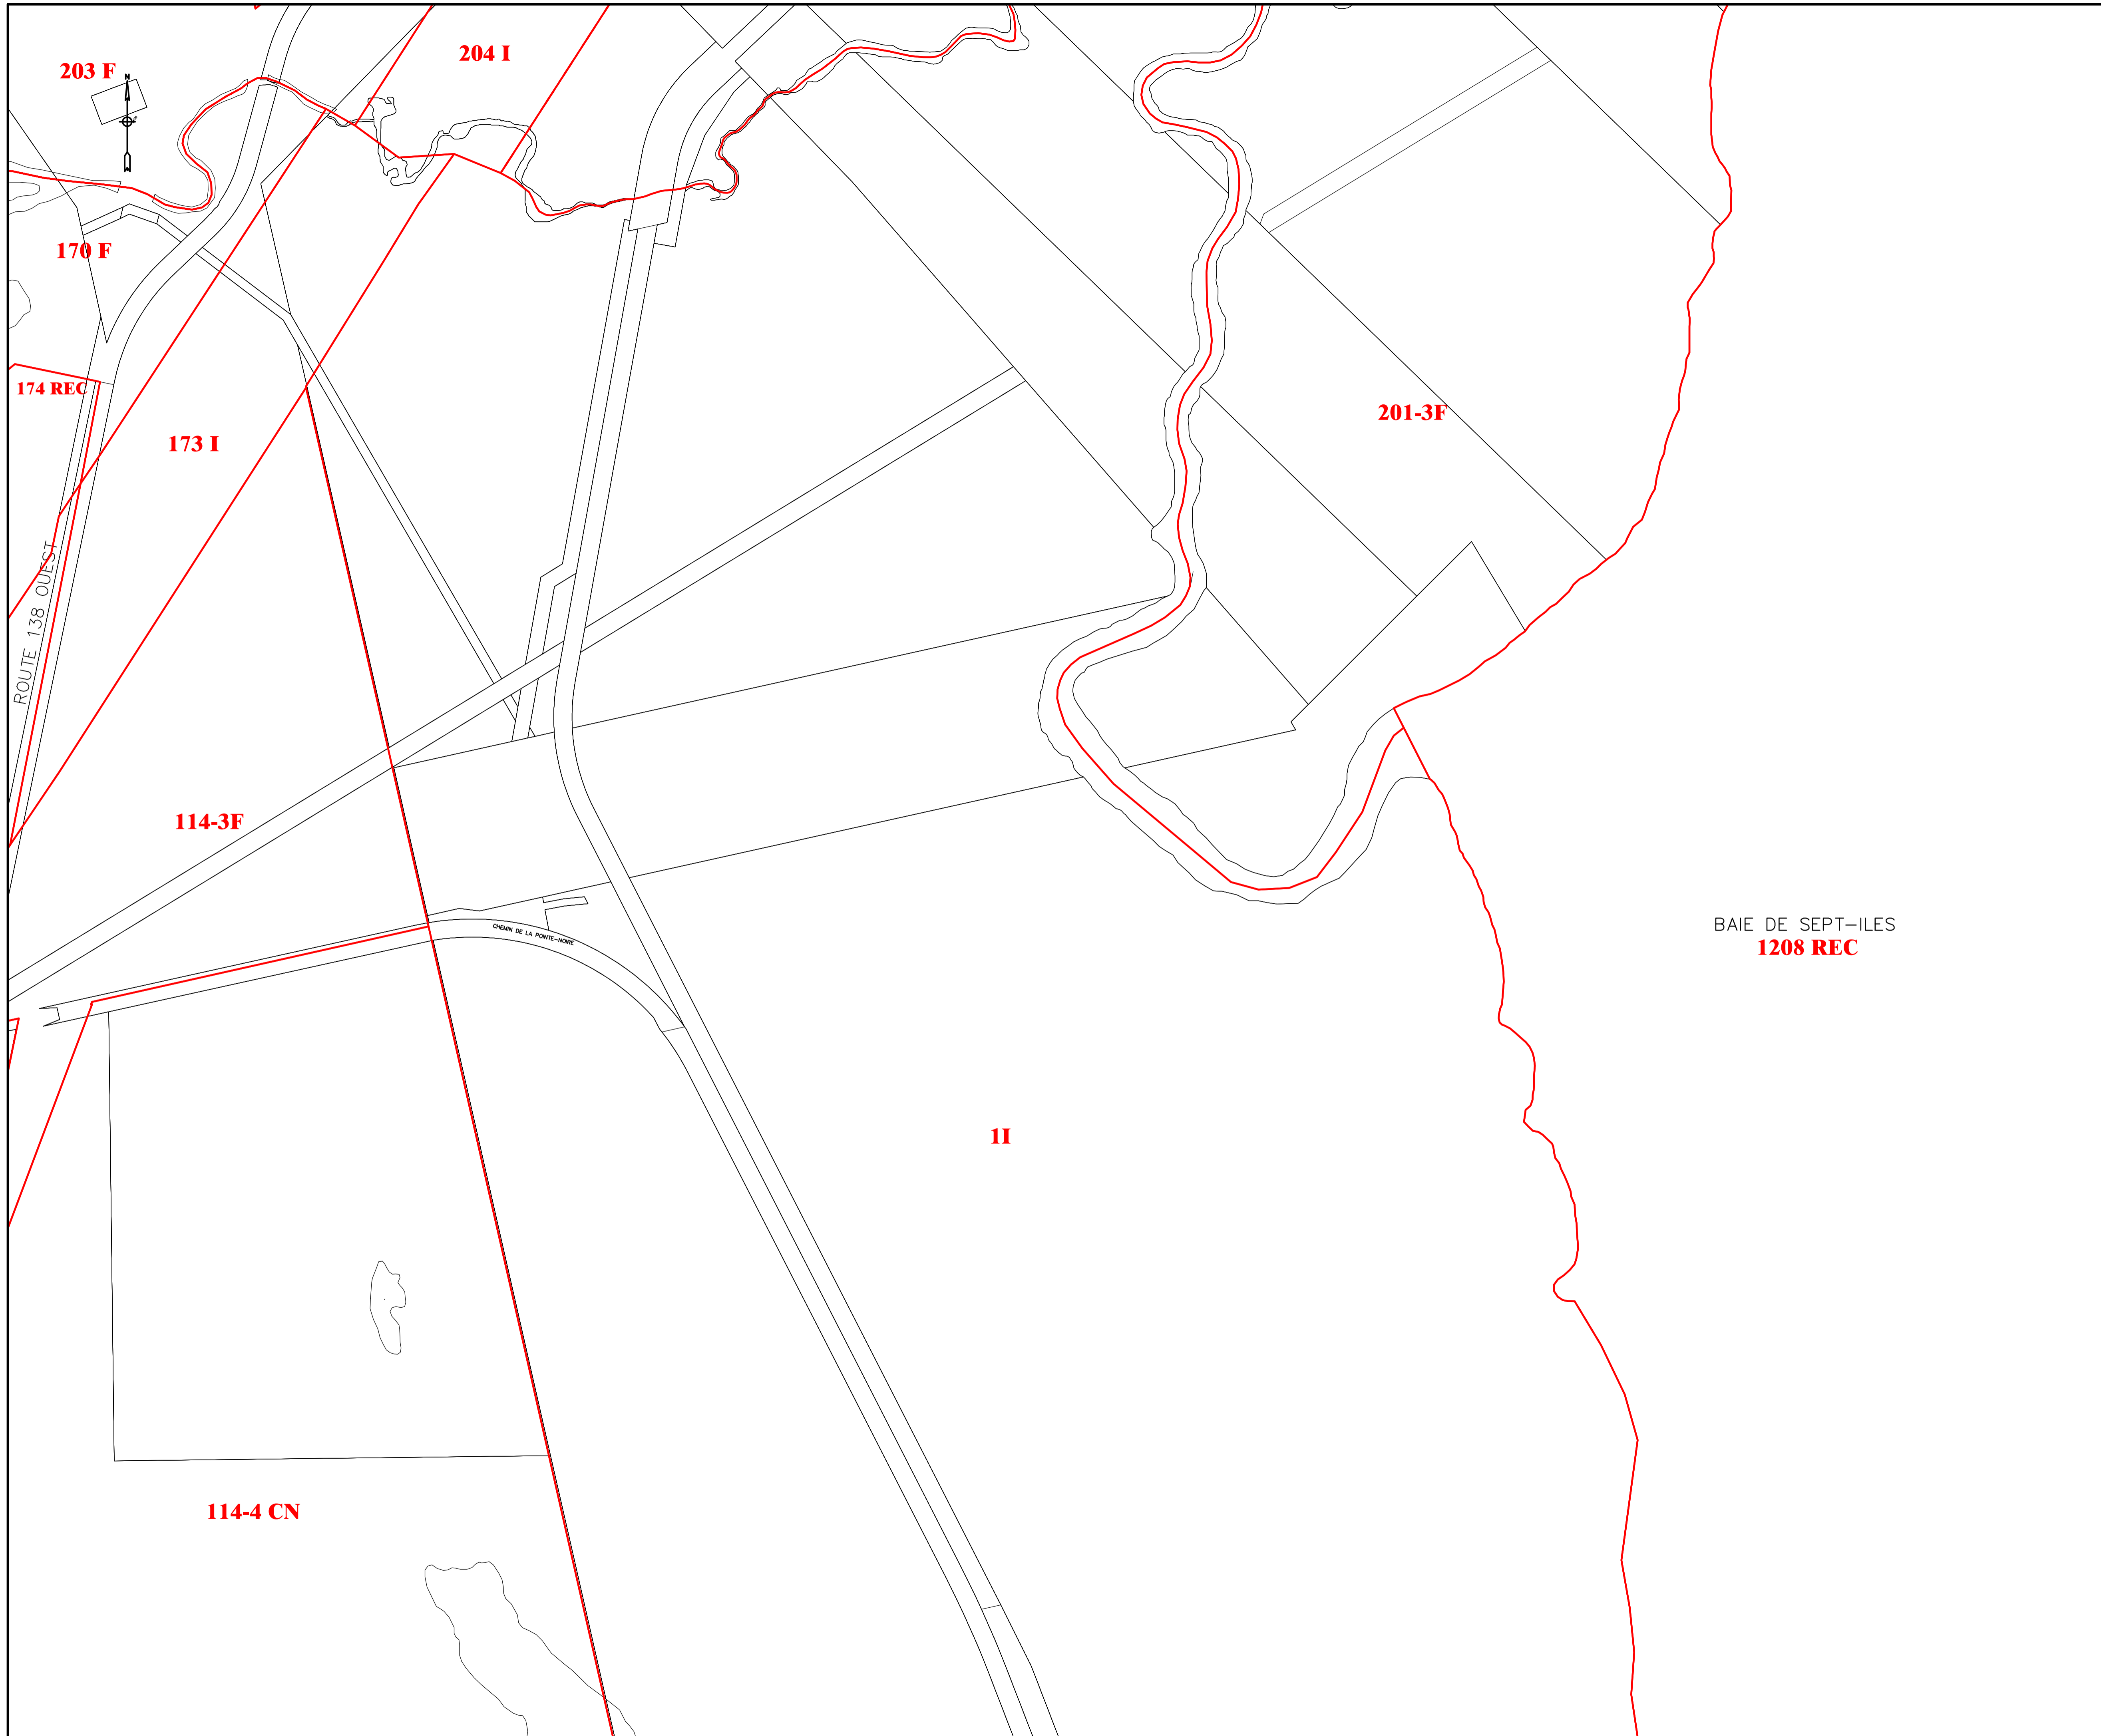 204 I
203 F
N
170 F
174 REC
201-3F
173 I
ROUTE 138 OUEST
114-3F
CHEMIN DE LA POINTE-NOIRE
BAIE DE SEPT-ILES
1208 REC
1I
114-4 CN